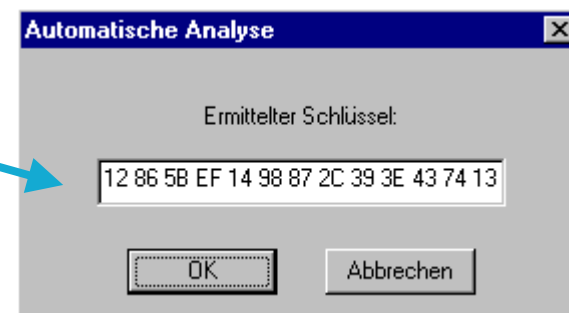 Automatische Analyse
Ermittelter Schlüssel:
12 86 5B EF 14 98 87 2C 39 3E 43 74 13
OK Abbrechen